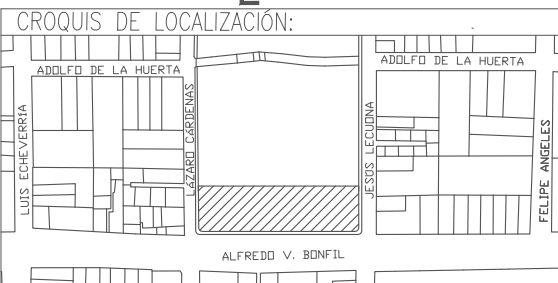 CROQUIS DE LOCALIZACIÓN:
ADOLFO DE LA HUERTA
ADOLFO DE LA HUERTA
LUIS ECHEVERRÍA
LÁZARO CÁRDENAS
JESÚS LECUONA
FELIPE ANGELES
ALFREDO V. BONFIL